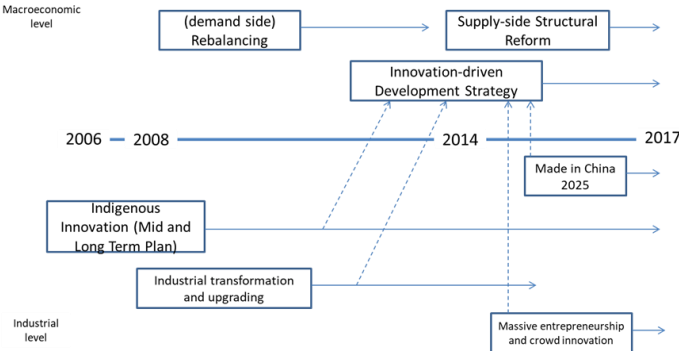 Macroeconomic
level
(demand side)
Rebalancing
Supply-side Structural
Reform
Innovation-driven
Development Strategy
2006
2008
2014
2017
Made in China
2025
Indigenous
Innovation (Mid and
Long Term Plan)
Industrial transformation
and upgrading
Industrial
level
Massive entrepreneurship
and crowd innovation